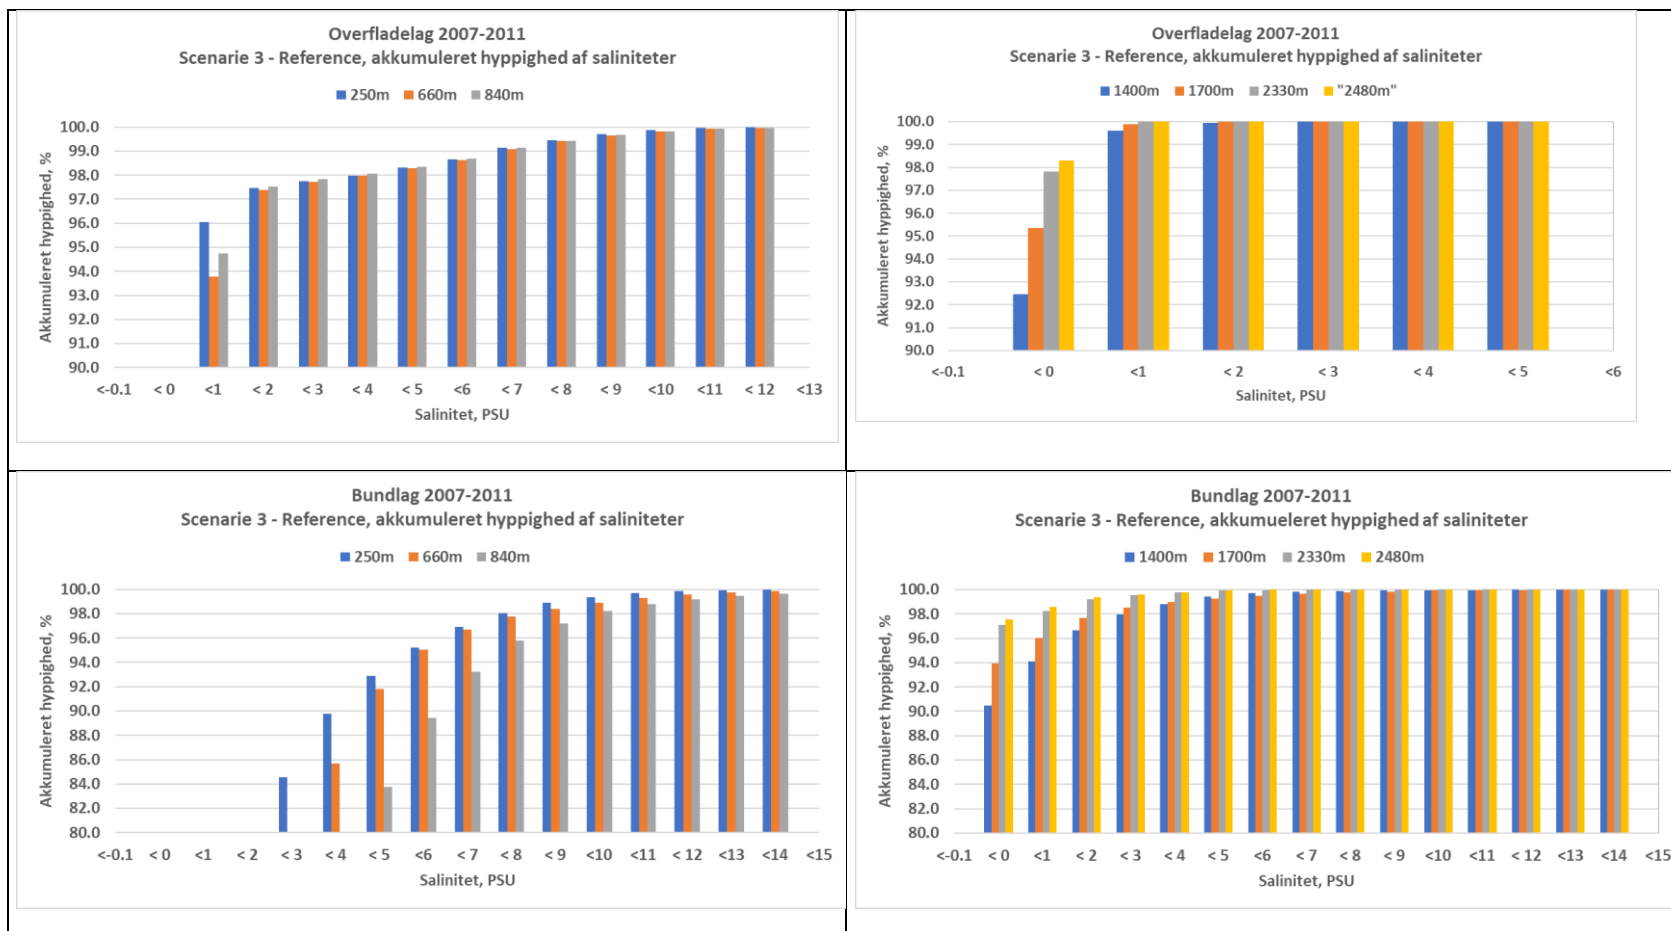 Overfladelag 2007-2011
Scenarie 3 - Reference, akkumuleret hyppighed af saliniteter
250m 660m 840m
Akkumuleret hyppighed, %
100.0
99.0
98.0
97.0
96.0
95.0
94.0
93.0
92.0
91.0
90.0
<-0.1 < 0 <1 < 2 < 3 < 4 < 5 <6 < 7 < 8 < 9 <10 <11 < 12 <13
Salinitet, PSU
Overfladelag 2007-2011
Scenarie 3 - Reference, akkumuleret hyppighed af saliniteter
1400m 1700m 2330m "2480m"
Akkumuleret hyppighed, %
100.0
99.0
98.0
97.0
96.0
95.0
94.0
93.0
92.0
91.0
90.0
<-0.1 < 0 <1 < 2 < 3 < 4 < 5 <6
Salinitet, PSU
Bundlag 2007-2011
Scenarie 3 - Reference, akkumuleret hyppighed af saliniteter
250m 660m 840m
Akkumuleret hyppighed, %
100.0
98.0
96.0
94.0
92.0
90.0
88.0
86.0
84.0
82.0
80.0
<-0.1 < 0 <1 < 2 < 3 < 4 < 5 <6 < 7 < 8 < 9 <10 <11 < 12 <13 <14 <15
Salinitet, PSU
Bundlag 2007-2011
Scenarie 3 - Reference, akkumueleret hyppighed af saliniteter
1400m 1700m 2330m 2480m
Akkumuleret hyppighed, %
100.0
98.0
96.0
94.0
92.0
90.0
88.0
86.0
84.0
82.0
80.0
<-0.1 < 0 <1 < 2 < 3 < 4 < 5 <6 < 7 < 8 < 9 <10 <11 < 12 <13 <14 <15
Salinitet, PSU